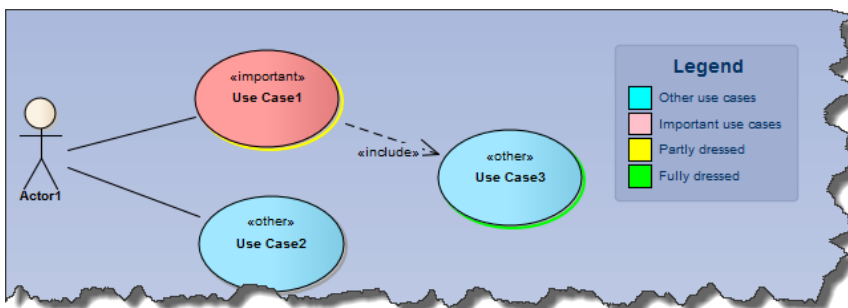 «important»
Use Case1
Legend
Other use cases
Important use cases
Partly dressed
Fully dressed
«include»
«other»
Use Case3
Actor1
«other»
Use Case2